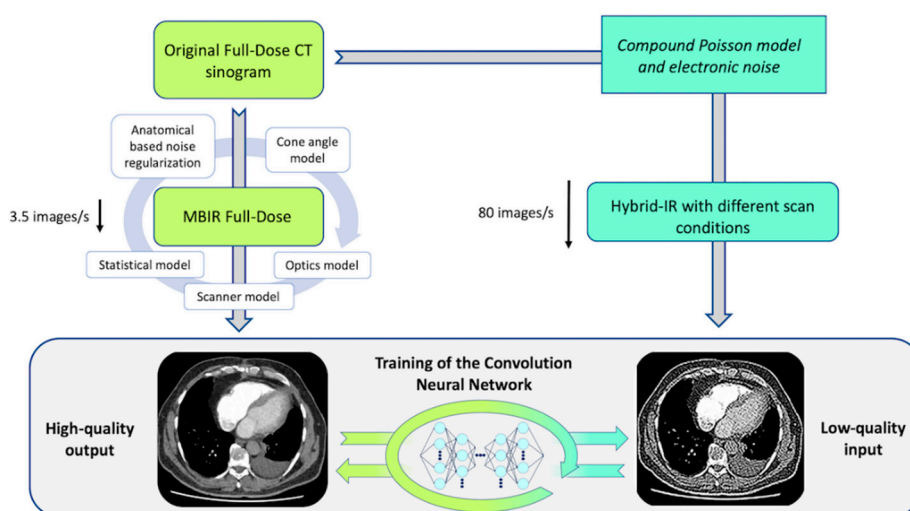 Original Full-Dose CT
sinogram
Compound Poisson model
and electronic noise
Anatomical
based noise
regularization
Cone angle
model
3.5 images/s
MBIR Full-Dose
80 images/s
Hybrid-IR with different scan
conditions
Statistical model
Optics model
Scanner model
Training of the Convolution
Neural Network
High-quality
output
Low-quality
input